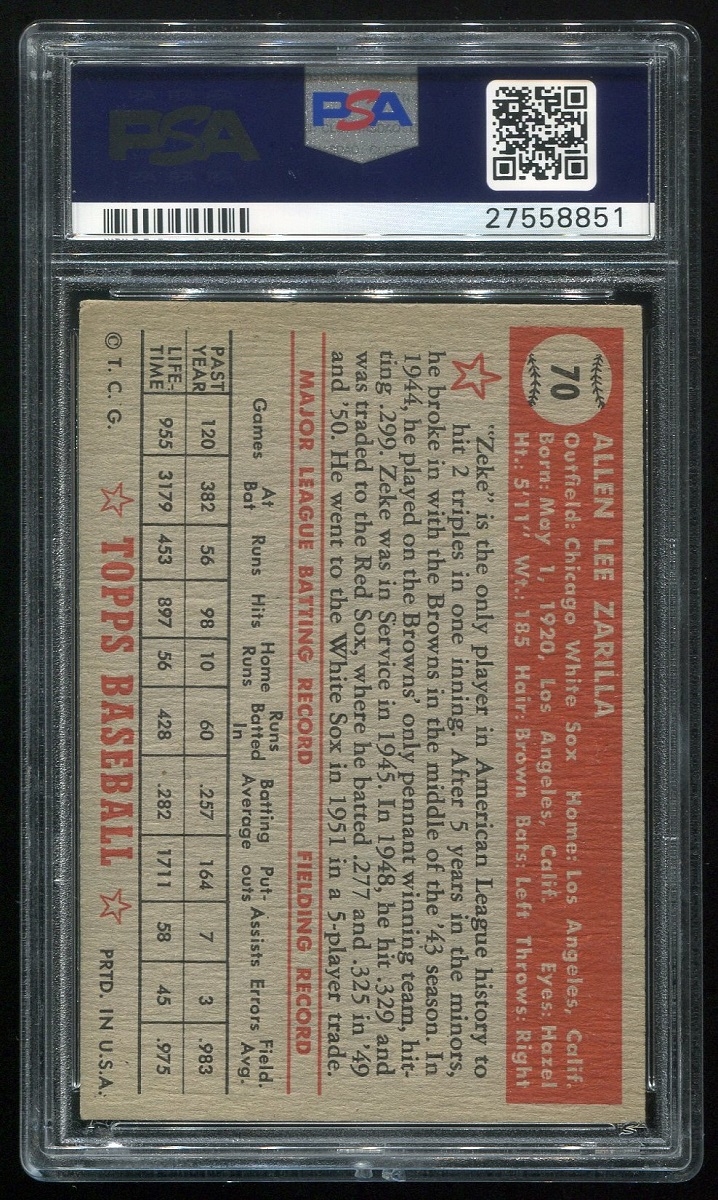 PSA
PSA
27558851
70
ALLEN LEE ZARILLA
Outfield: Chicago White Sox Home: Los Angeles, Calif.
Born: May 1, 1920, Los Angeles, Calif. Eyes: Hazel
Ht.: 5'11" Wt.: 185 Hair: Brown Bats: Left Throws: Right
"Zeke" is the only player in American League history to
hit 2 triples in one inning. After 5 years in the minors,
he broke in with the Browns in the middle of the '43 season. In
1944, he played on the Browns' only pennant winning team, hit-
ting .299. Zeke was in Service in 1945. In 1948, he hit .329 and
was traded to the Red Sox, where he batted .277 and .325 in '49
and '50. He went to the White Sox in 1951 in a 5-player trade.
MAJOR LEAGUE BATTING RECORD FIELDING RECORD
Games At Bat Runs Hits Home Runs Runs Batted In Batting Average Put-outs Assists Errors Field. Avg.
PAST YEAR 120 382 56 98 10 60 .257 164 7 3 .983
LIFE-TIME 955 3179 453 897 56 428 .282 1711 58 45 .975
© T. C. G. TOPPS BASEBALL PRTD. IN U.S.A.